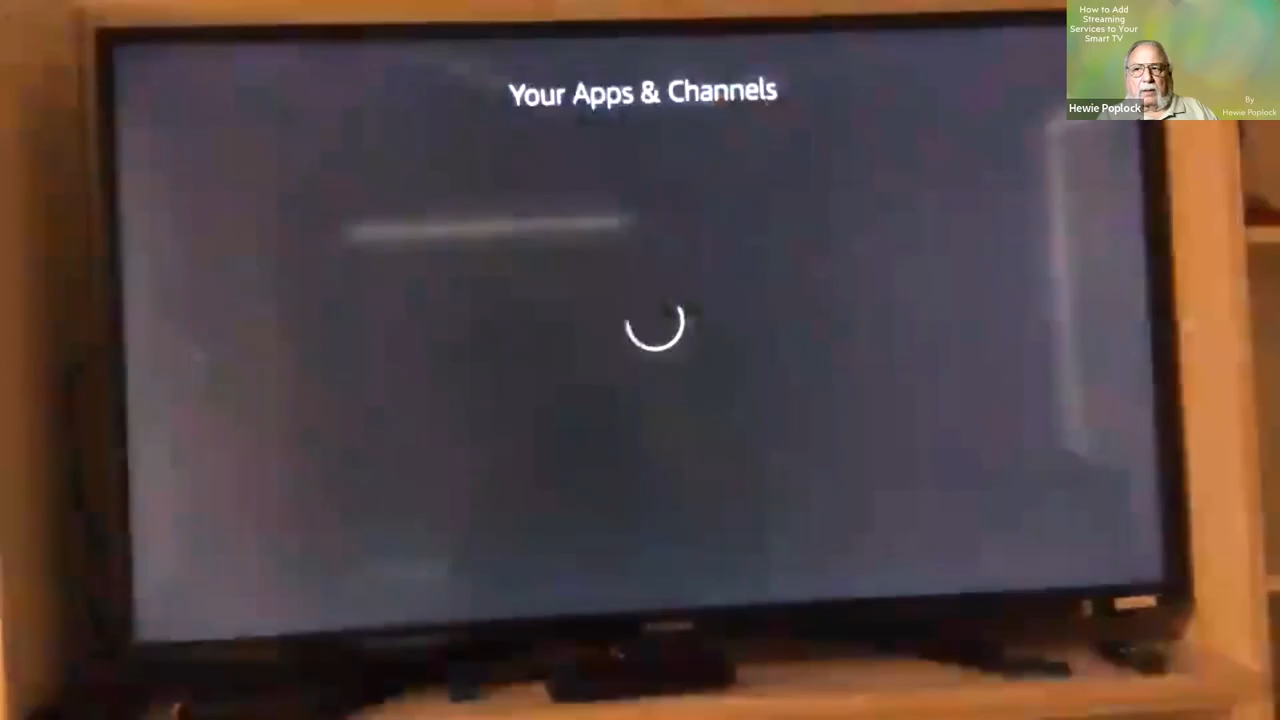 Your Apps & Channels
How to Add
Streaming
Services to Your
Smart TV
Hewie Poplock
By
Hewie Poplock